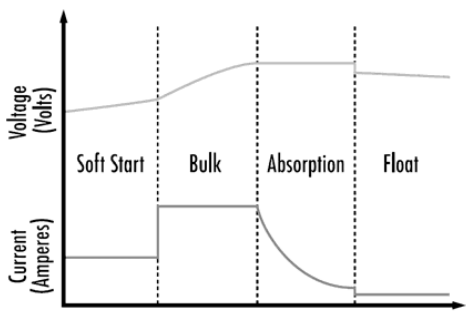 Voltage
(Volts)
Soft Start
Bulk
Absorption
Float
Current
(Amperes)